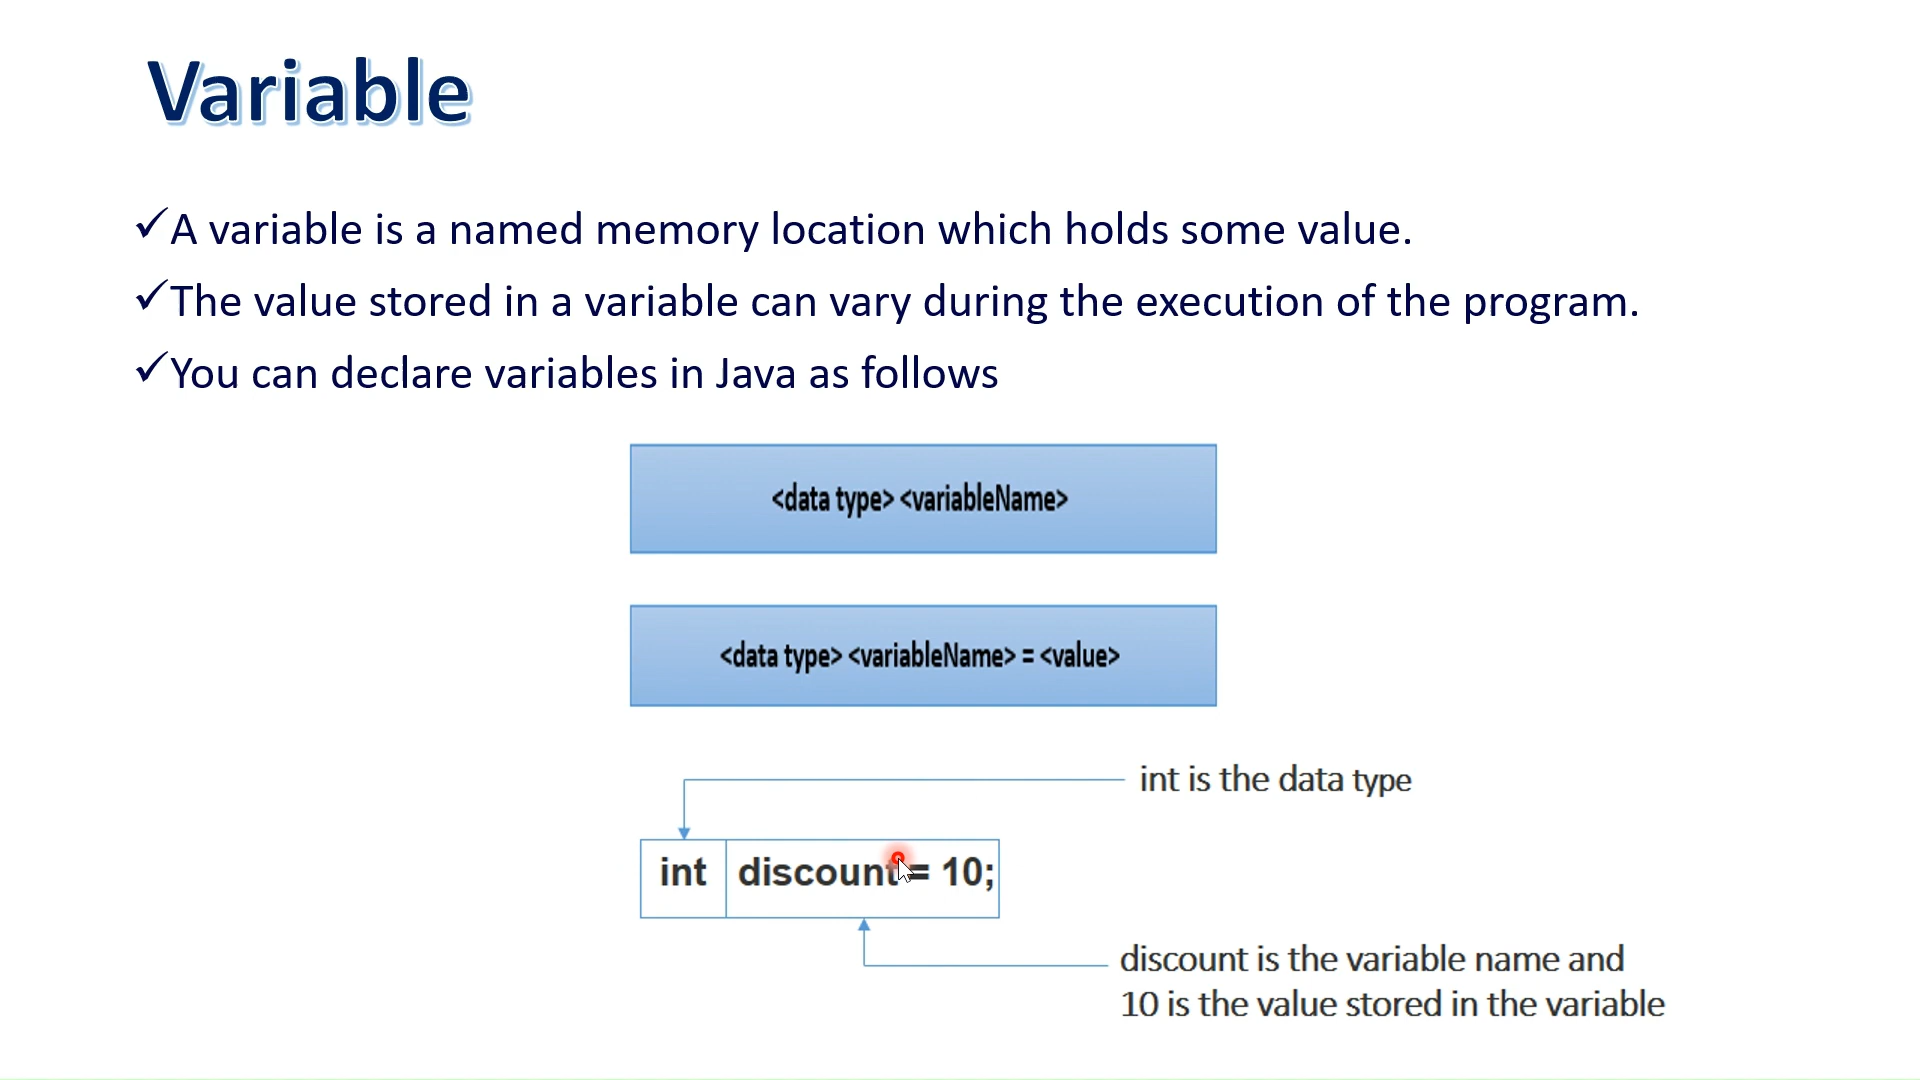 Variable
✓A variable is a named memory location which holds some value.
✓The value stored in a variable can vary during the execution of the program.
✓You can declare variables in Java as follows
<data type> <variableName>
<data type> <variableName> = <value>
int is the data type
int discount = 10;
discount is the variable name and
10 is the value stored in the variable